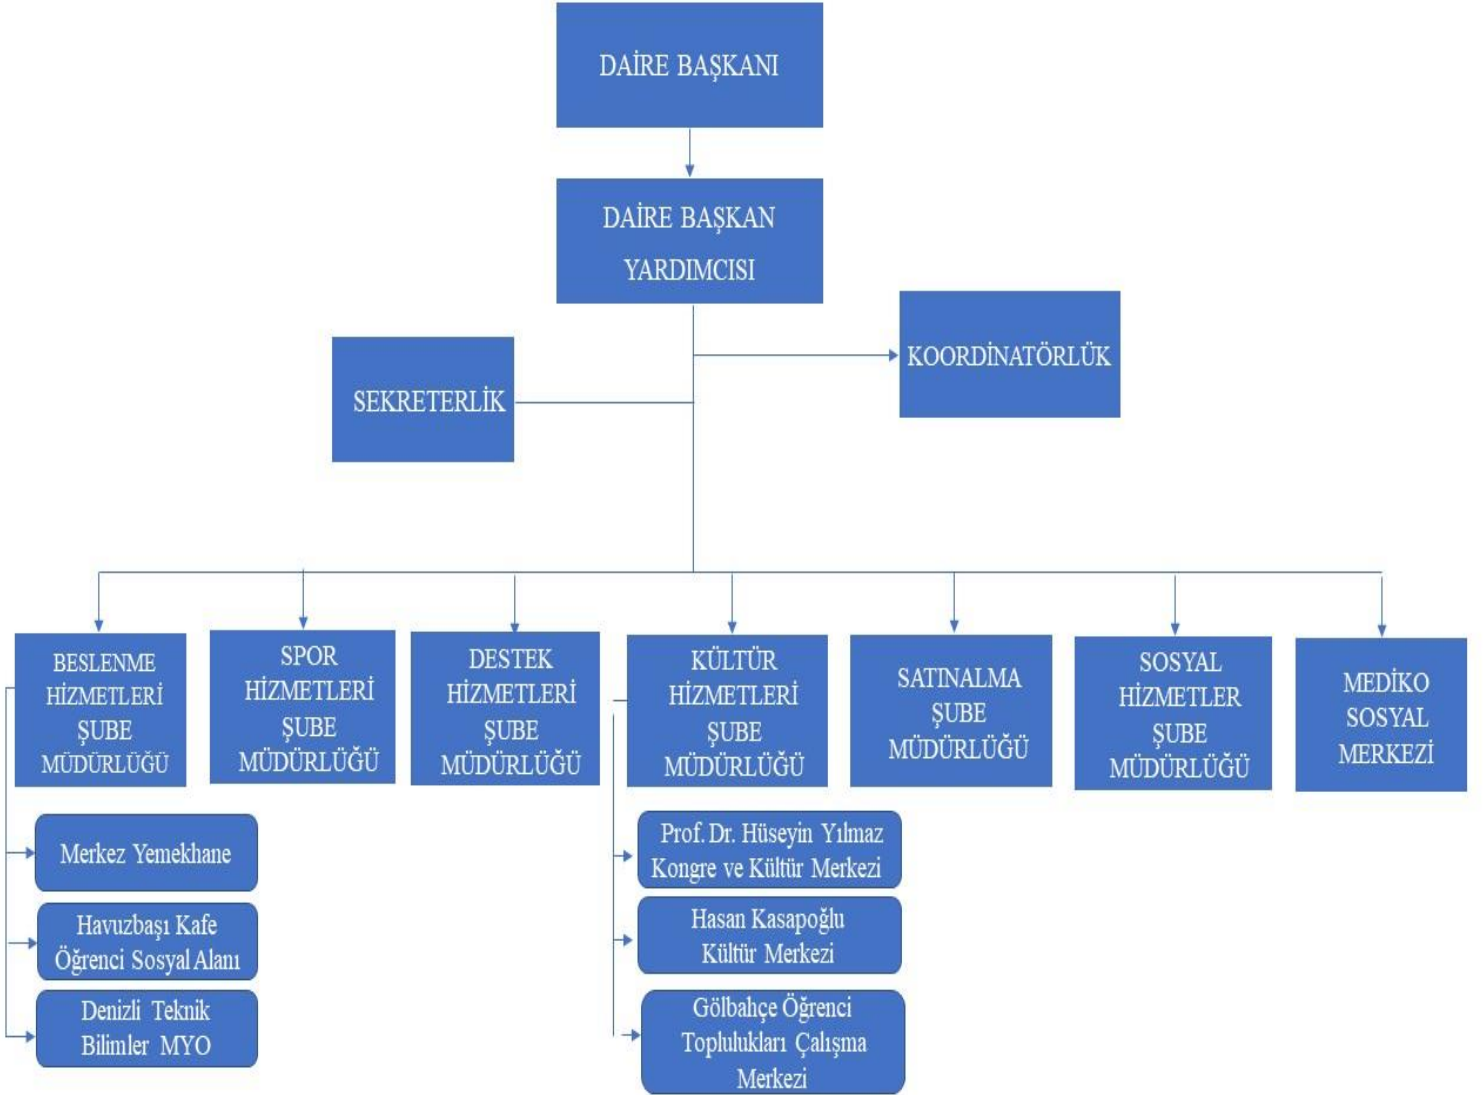 DAİRE BAŞKANI
DAİRE BAŞKAN
YARDIMCISI
KOORDİNATÖRLÜK
SEKRETERLİK
BESLENME
HİZMETLERİ
ŞUBE
MÜDÜRLÜĞÜ
SPOR
HİZMETLERİ
ŞUBE
MÜDÜRLÜĞÜ
DESTEK
HİZMETLERİ
ŞUBE
MÜDÜRLÜĞÜ
KÜLTÜR
HİZMETLERİ
ŞUBE
MÜDÜRLÜĞÜ
SATINALMA
ŞUBE
MÜDÜRLÜĞÜ
SOSYAL
HİZMETLER
ŞUBE
MÜDÜRLÜĞÜ
MEDİKO
SOSYAL
MERKEZİ
Merkez Yemekhane
Havuzbaşı Kafe
Öğrenci Sosyal Alanı
Denizli Teknik
Bilimler MYO
Prof. Dr. Hüseyin Yılmaz
Kongre ve Kültür Merkezi
Hasan Kasapoğlu
Kültür Merkezi
Gölbahçe Öğrenci
Toplulukları Çalışma
Merkezi